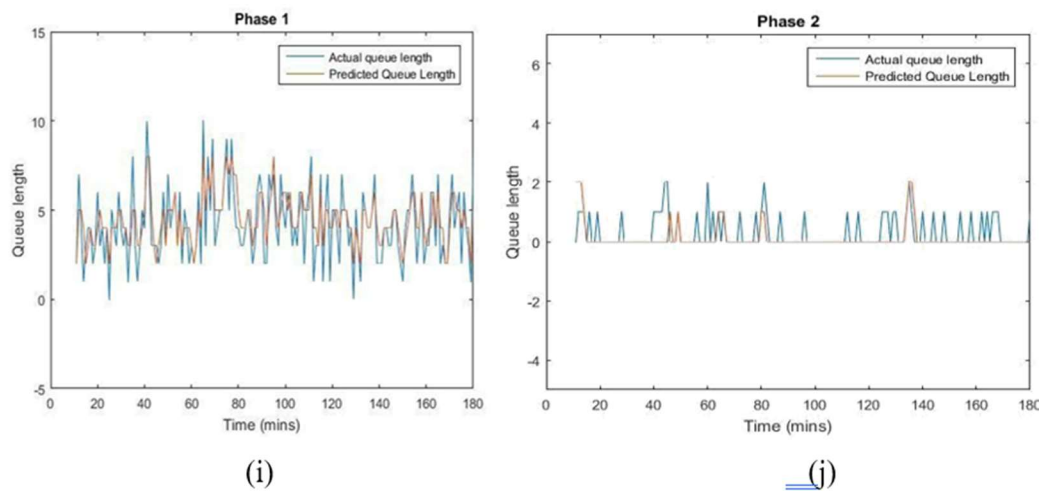 Phase 1
15
10
5
0
-5
Queue length
Actual queue length
Predicted Queue Length
0 20 40 60 80 100 120 140 160 180
Time (mins)
(i)
Phase 2
6
4
2
0
-2
-4
Queue length
Actual queue length
Predicted Queue Length
0 20 40 60 80 100 120 140 160 180
Time (mins)
(j)